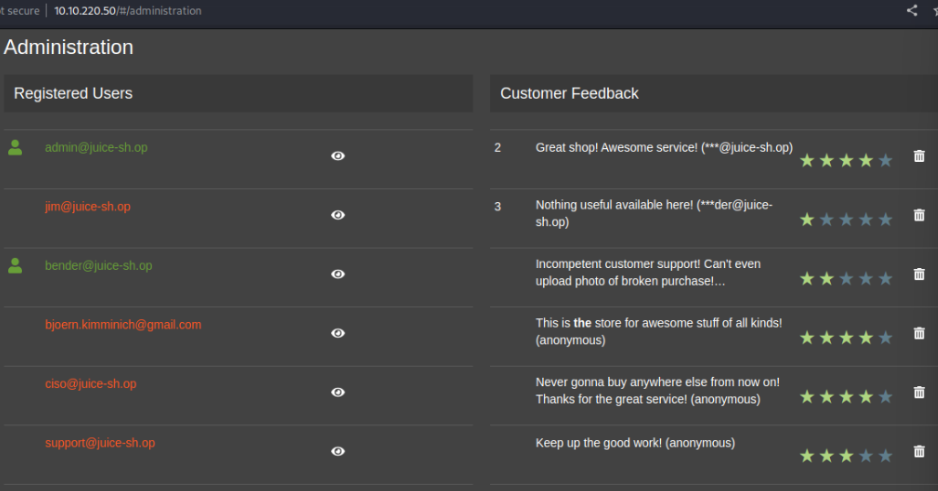 t secure | 10.10.220.50/#/administration
Administration
Registered Users
admin@juice-sh.op
jim@juice-sh.op
bender@juice-sh.op
bjoern.kimminich@gmail.com
ciso@juice-sh.op
support@juice-sh.op
Customer Feedback
2 Great shop! Awesome service! (***@juice-sh.op)
3 Nothing useful available here! (***der@juice-
sh.op)
Incompetent customer support! Can't even
upload photo of broken purchase!…
This is the store for awesome stuff of all kinds!
(anonymous)
Never gonna buy anywhere else from now on!
Thanks for the great service! (anonymous)
Keep up the good work! (anonymous)